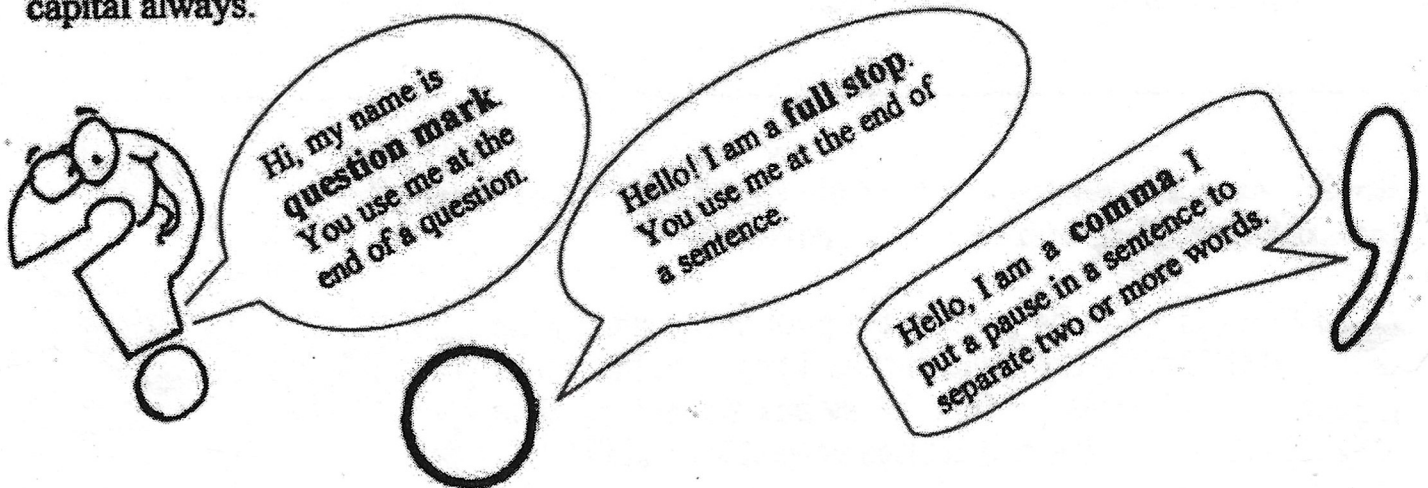 capital always.
Hi, my name is
question mark.
You use me at the
end of a question.
Hello! I am a full stop.
You use me at the end of
a sentence.
Hello, I am a comma. I
put a pause in a sentence to
separate two or more words.